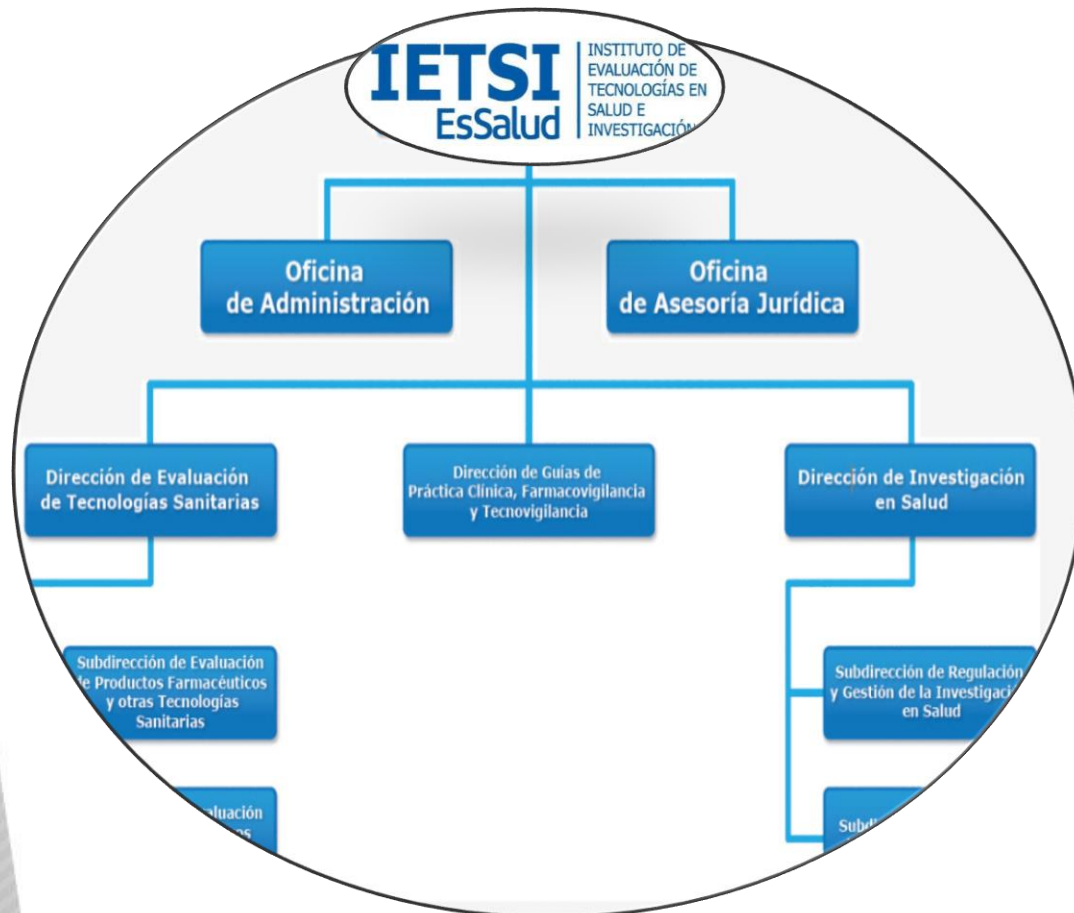 IETSI
EsSalud
INSTITUTO DE
EVALUACIÓN DE
TECNOLOGÍAS EN
SALUD E
INVESTIGACIÓN
Oficina
de Administración
Oficina
de Asesoría Jurídica
Dirección de Evaluación
de Tecnologías Sanitarias
Dirección de Guías de
Práctica Clínica, Farmacovigilancia
y Tecnovigilancia
Dirección de Investigación
en Salud
Subdirección de Evaluación
de Productos Farmacéuticos
y otras Tecnologías
Sanitarias
Subdirección de Regulación
y Gestión de la Investigación
en Salud